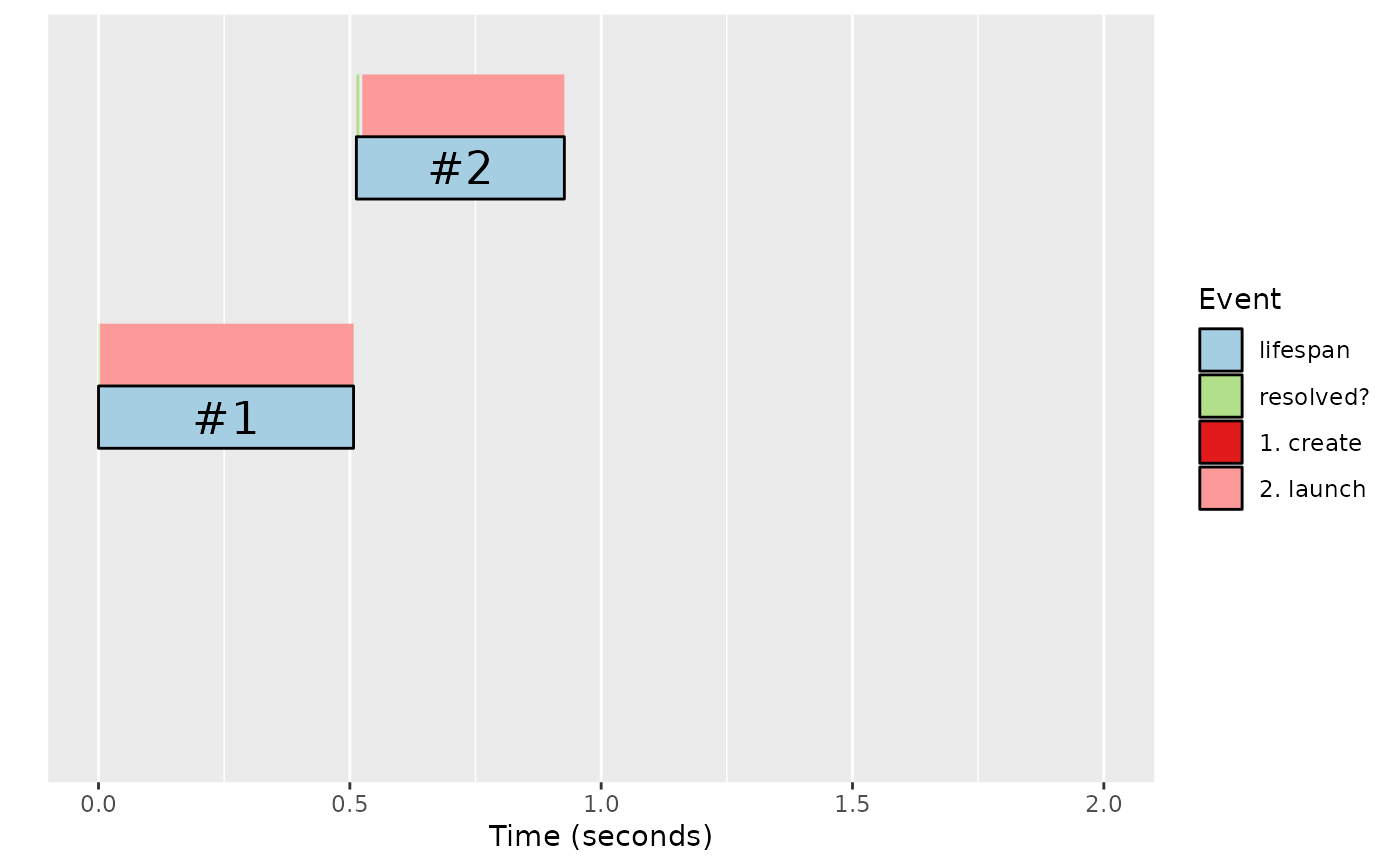 #2
#1
Event
lifespan
resolved?
1. create
2. launch
0.0 0.5 1.0 1.5 2.0
Time (seconds)